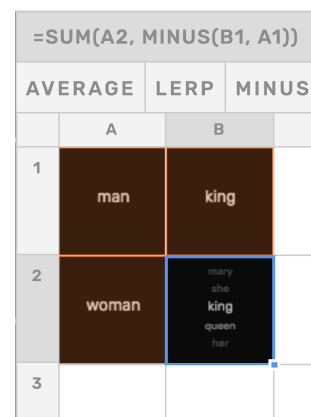 =SUM(A2, MINUS(B1, A1))
AVERAGE LERP MINUS
A B
1 man king
mary
she
2 woman king
queen
her
3